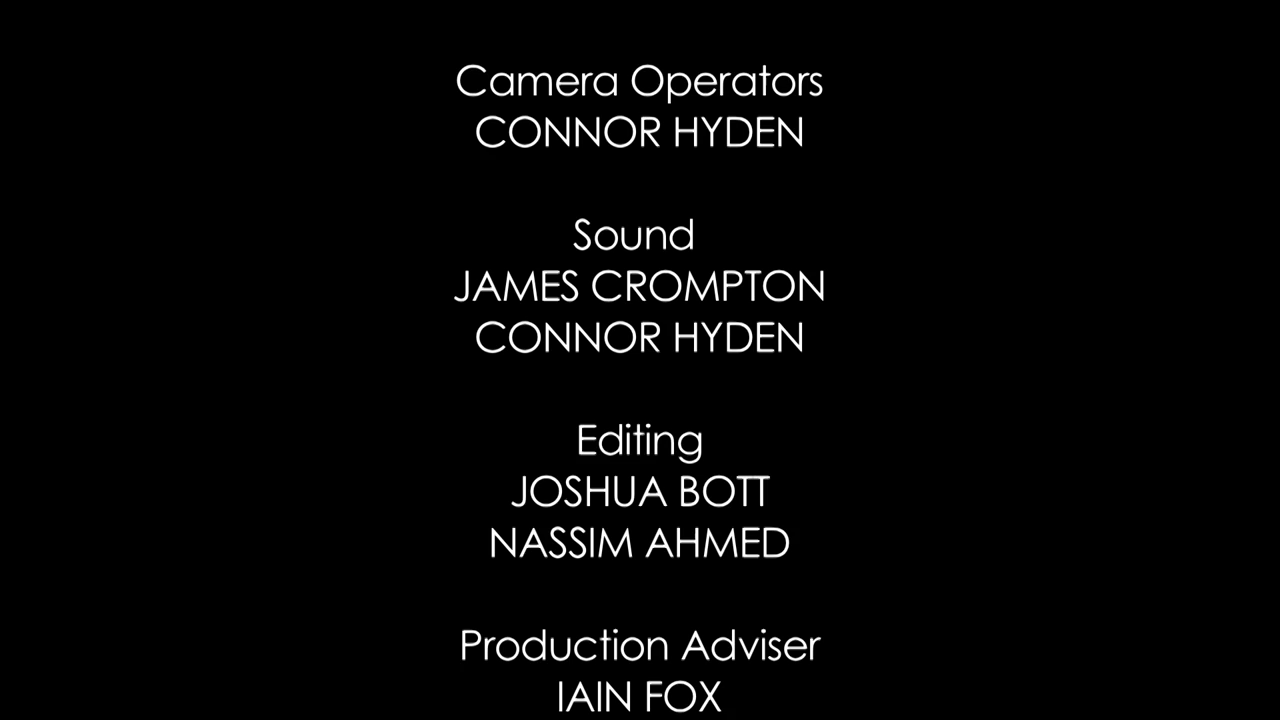 Camera Operators
CONNOR HYDEN
Sound
JAMES CROMPTON
CONNOR HYDEN
Editing
JOSHUA BOTT
NASSIM AHMED
Production Adviser
IAIN FOX